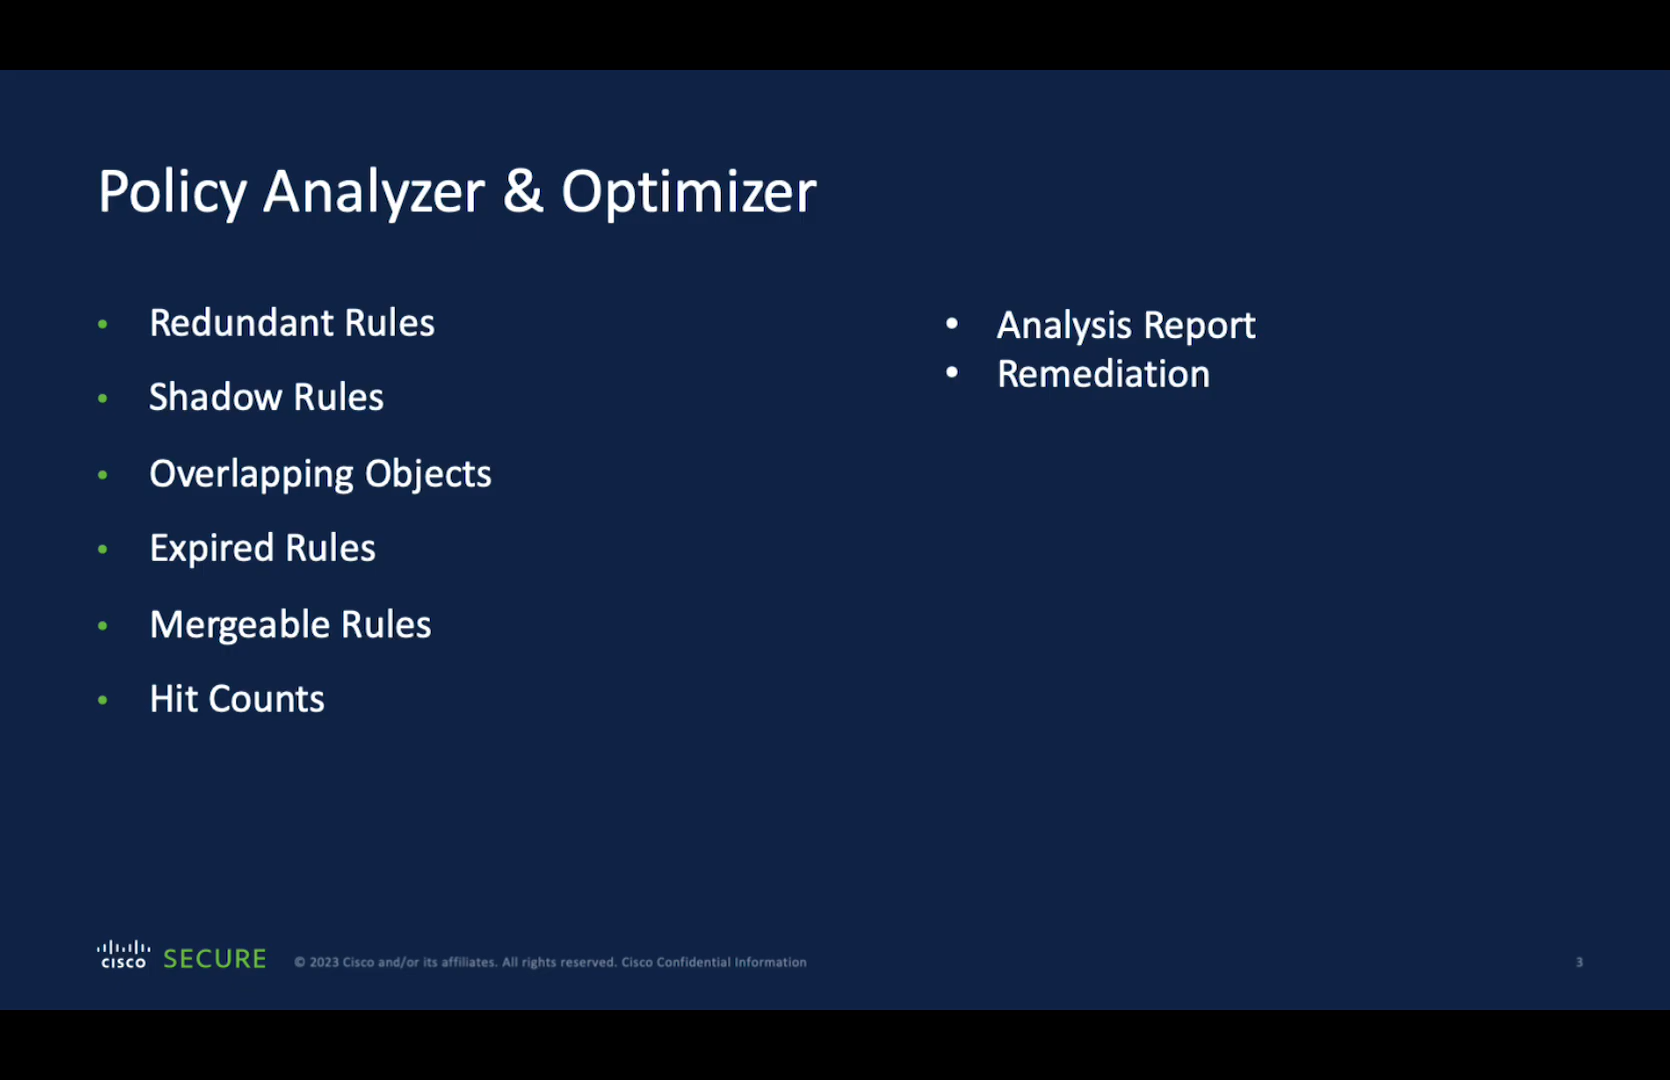 Policy Analyzer & Optimizer
• Redundant Rules
• Shadow Rules
• Overlapping Objects
• Expired Rules
• Mergeable Rules
• Hit Counts
• Analysis Report
• Remediation
CISCO SECURE © 2023 Cisco and/or its affiliates. All rights reserved. Cisco Confidential Information 3